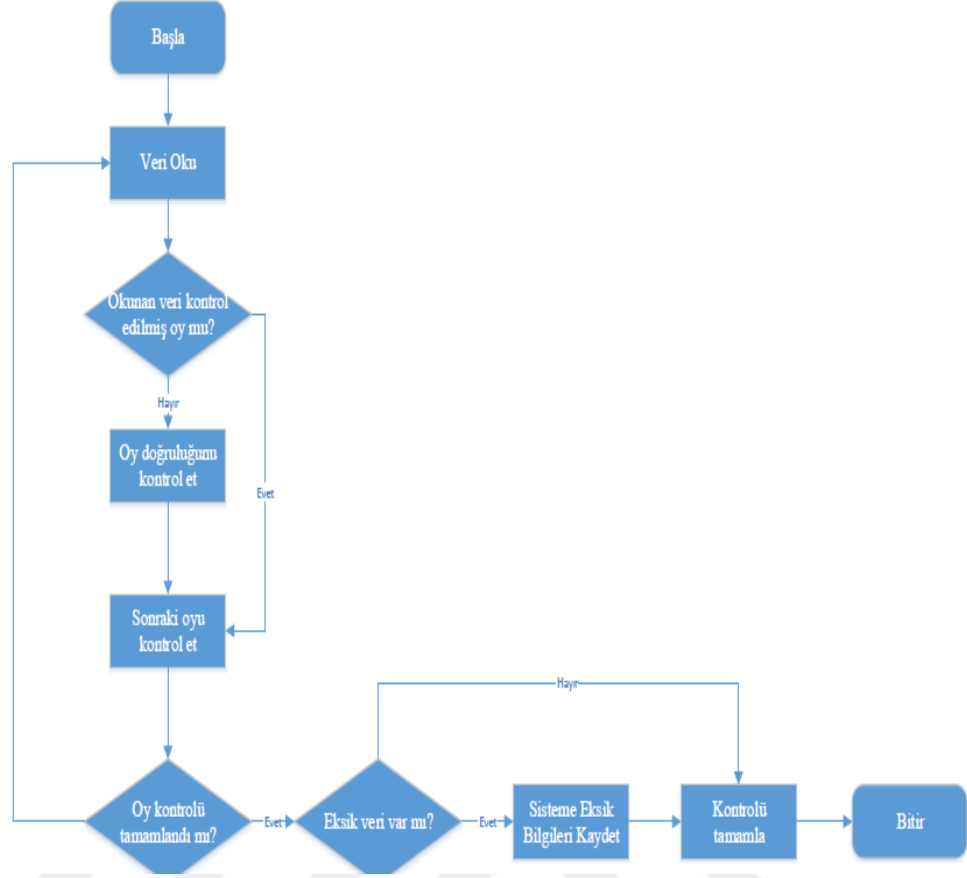 Başla
Veri Oku
Okunan veri kontrol
edilmiş oy mu?
Hayır
Oy doğruluğunu
kontrol et
Evet
Sonraki oyu
kontrol et
Hayır
Oy kontrolü
tamamlandı mı?
Evet
Eksik veri var mı?
Evet
Sisteme Eksik
Bilgileri Kaydet
Kontrolü
tamamla
Bitir